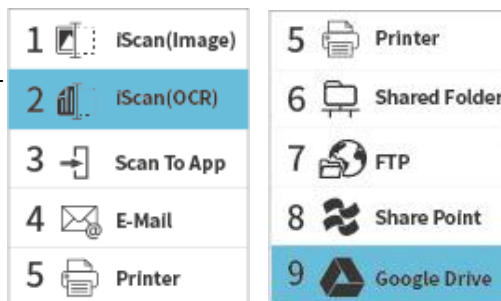 1 iScan(Image)
2 iScan(OCR)
3 Scan To App
4 E-Mail
5 Printer
5 Printer
6 Shared Folder
7 FTP
8 Share Point
9 Google Drive